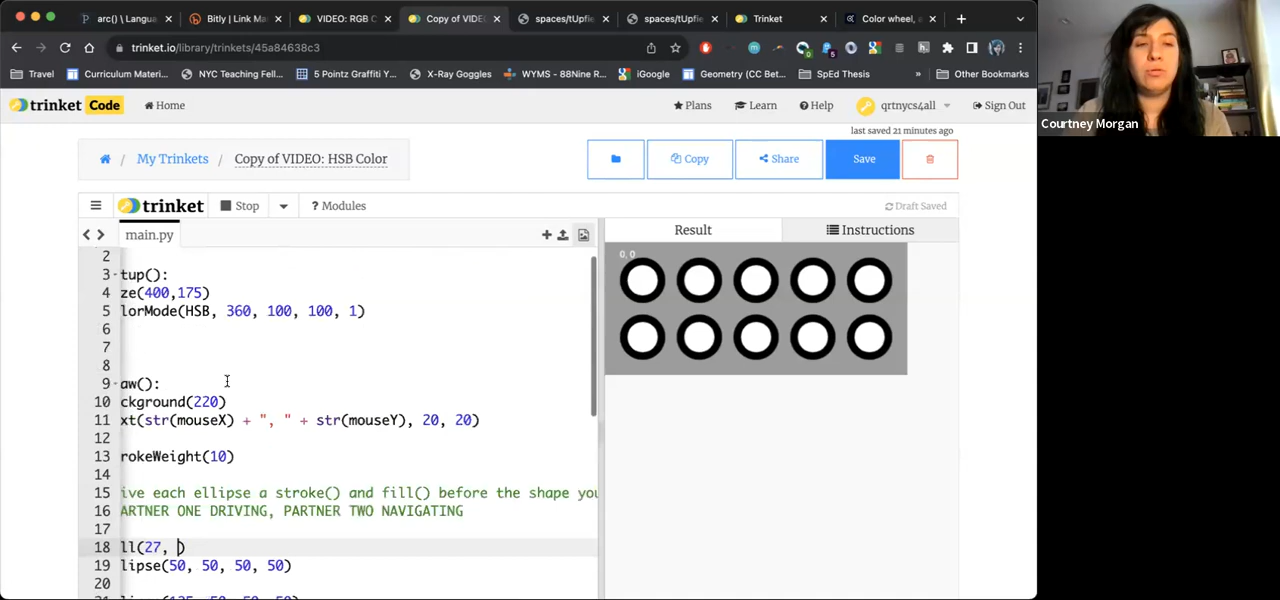 arc() \ Langua
Bitly | Link Ma
VIDEO: RGB C
Copy of VIDE
spaces/tUpfie
spaces/tUpfie
Trinket
Color wheel, a
trinket.io/library/trinkets/45a84638c3
Travel
Curriculum Materi...
NYC Teaching Fell...
5 Pointz Graffiti Y...
X-Ray Goggles
WYMS - 88Nine R...
iGoogle
Geometry (CC Bet...
SpEd Thesis
»
Other Bookmarks
trinket Code
Home
Plans
Learn
Help
qrtnycs4all
Sign Out
last saved 21 minutes ago
/ My Trinkets / Copy of VIDEO: HSB Color
Copy
Share
Save
trinket
Stop
? Modules
Draft Saved
main.py
Result
Instructions
2
3 tup():
4 ze(400,175)
5 lorMode(HSB, 360, 100, 100, 1)
6
7
8
9 aw():
10 ckground(220)
11 xt(str(mouseX) + ", " + str(mouseY), 20, 20)
12
13 rokeWeight(10)
14
15 ive each ellipse a stroke() and fill() before the shape you
16 ARTNER ONE DRIVING, PARTNER TWO NAVIGATING
17
18 ll(27, )
19 lipse(50, 50, 50, 50)
20
0, 0
Courtney Morgan